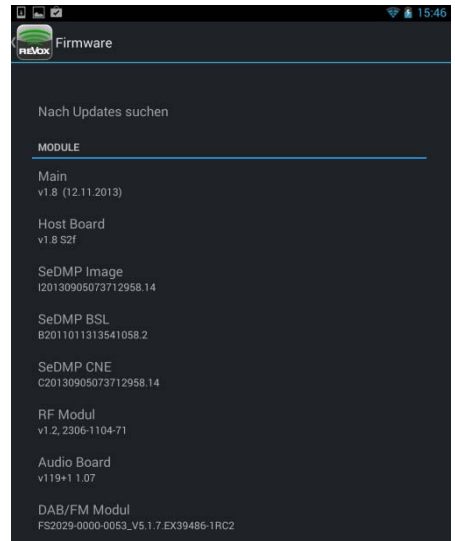 15:46
REVOX
Firmware
Nach Updates suchen
MODULE
Main
v1.8 (12.11.2013)
Host Board
v1.8 S2f
SeDMP Image
I20130905073712958.14
SeDMP BSL
B2011011313541058.2
SeDMP CNE
C20130905073712958.14
RF Modul
v1.2, 2306-1104-71
Audio Board
v119+1 1.07
DAB/FM Modul
FS2029-0000-0053_V5.1.7.EX39486-1RC2